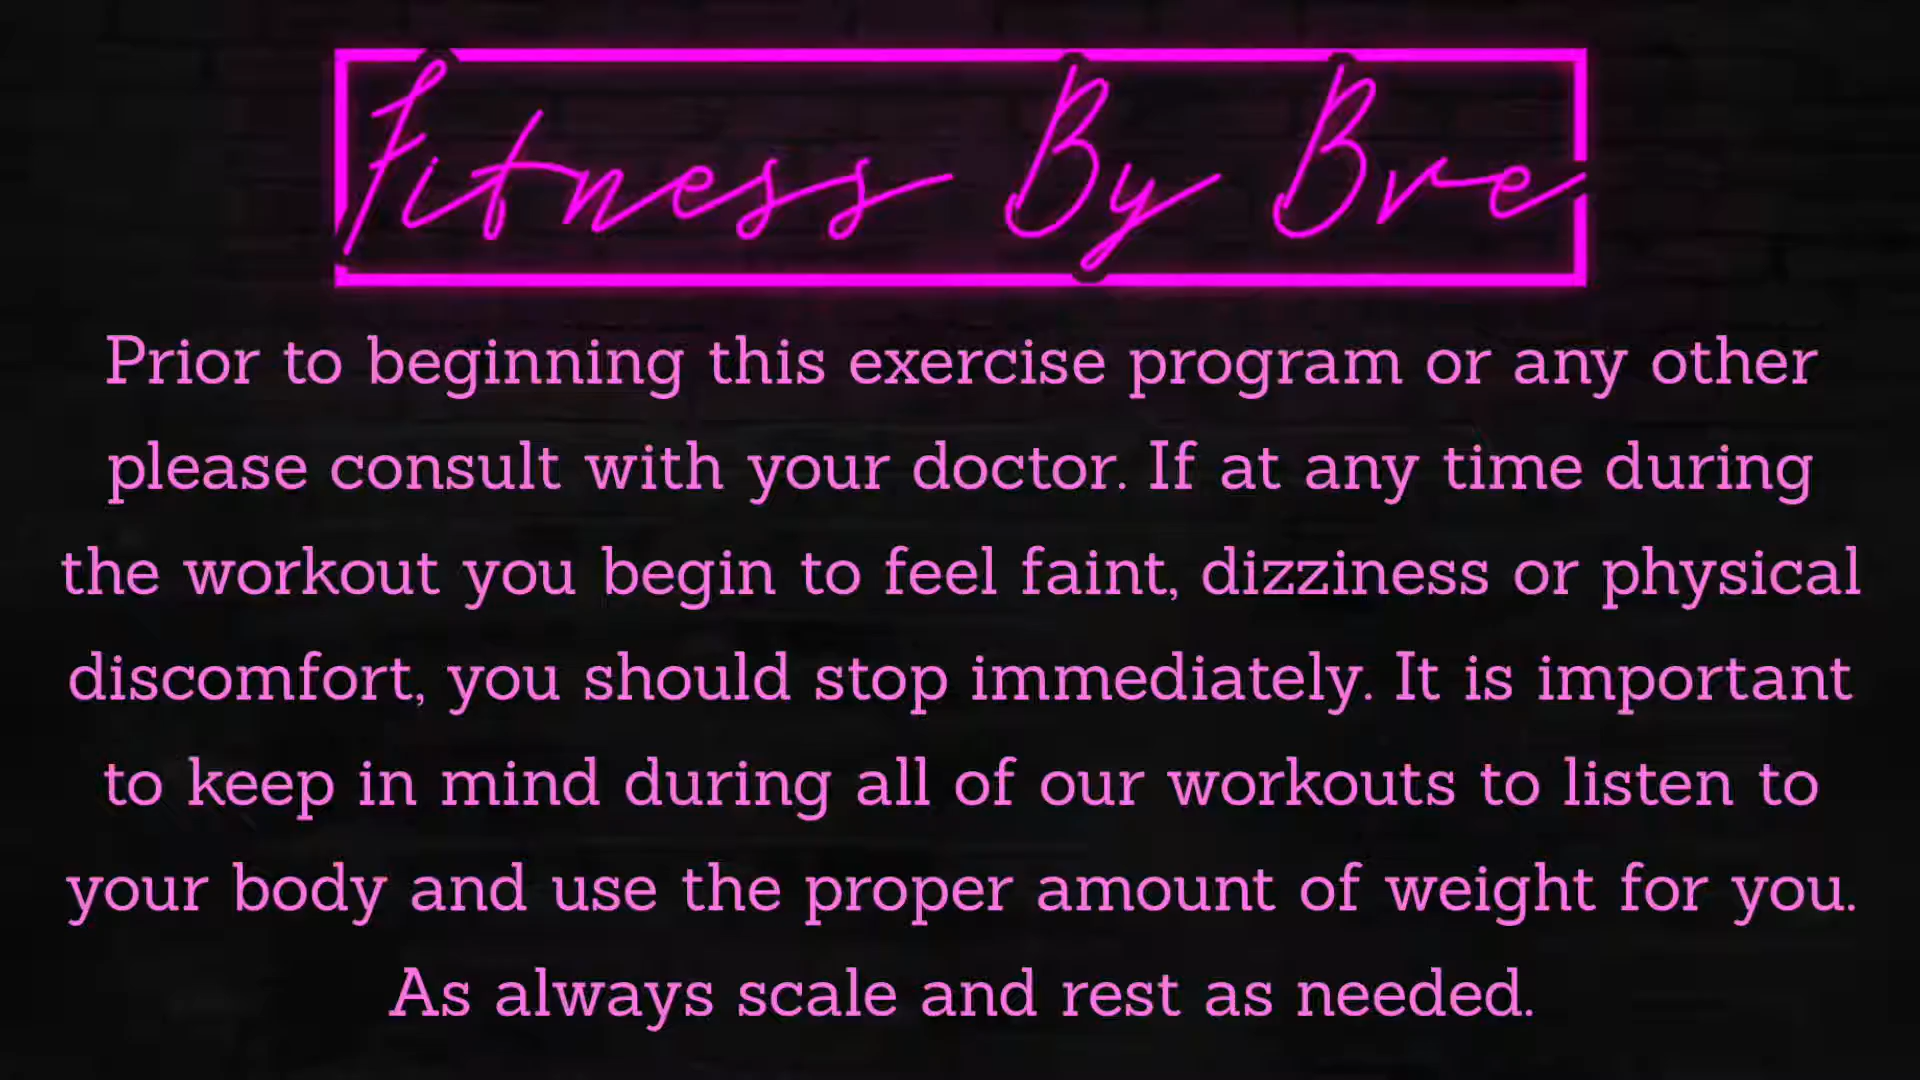 Fitness By Bre
Prior to beginning this exercise program or any other
please consult with your doctor. If at any time during
the workout you begin to feel faint, dizziness or physical
discomfort, you should stop immediately. It is important
to keep in mind during all of our workouts to listen to
your body and use the proper amount of weight for you.
As always scale and rest as needed.